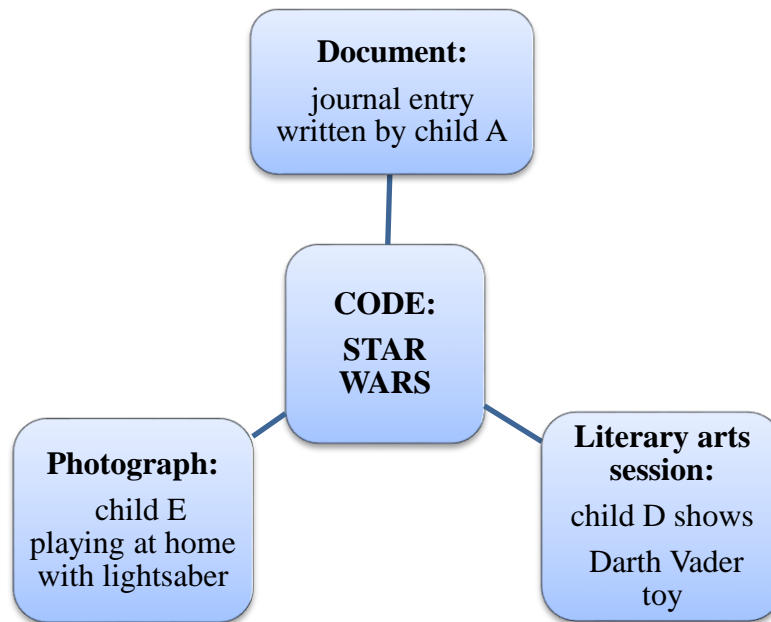 Document:
journal entry
written by child A
CODE:
STAR
WARS
Photograph:
child E
playing at home
with lightsaber
Literary arts
session:
child D shows
Darth Vader
toy